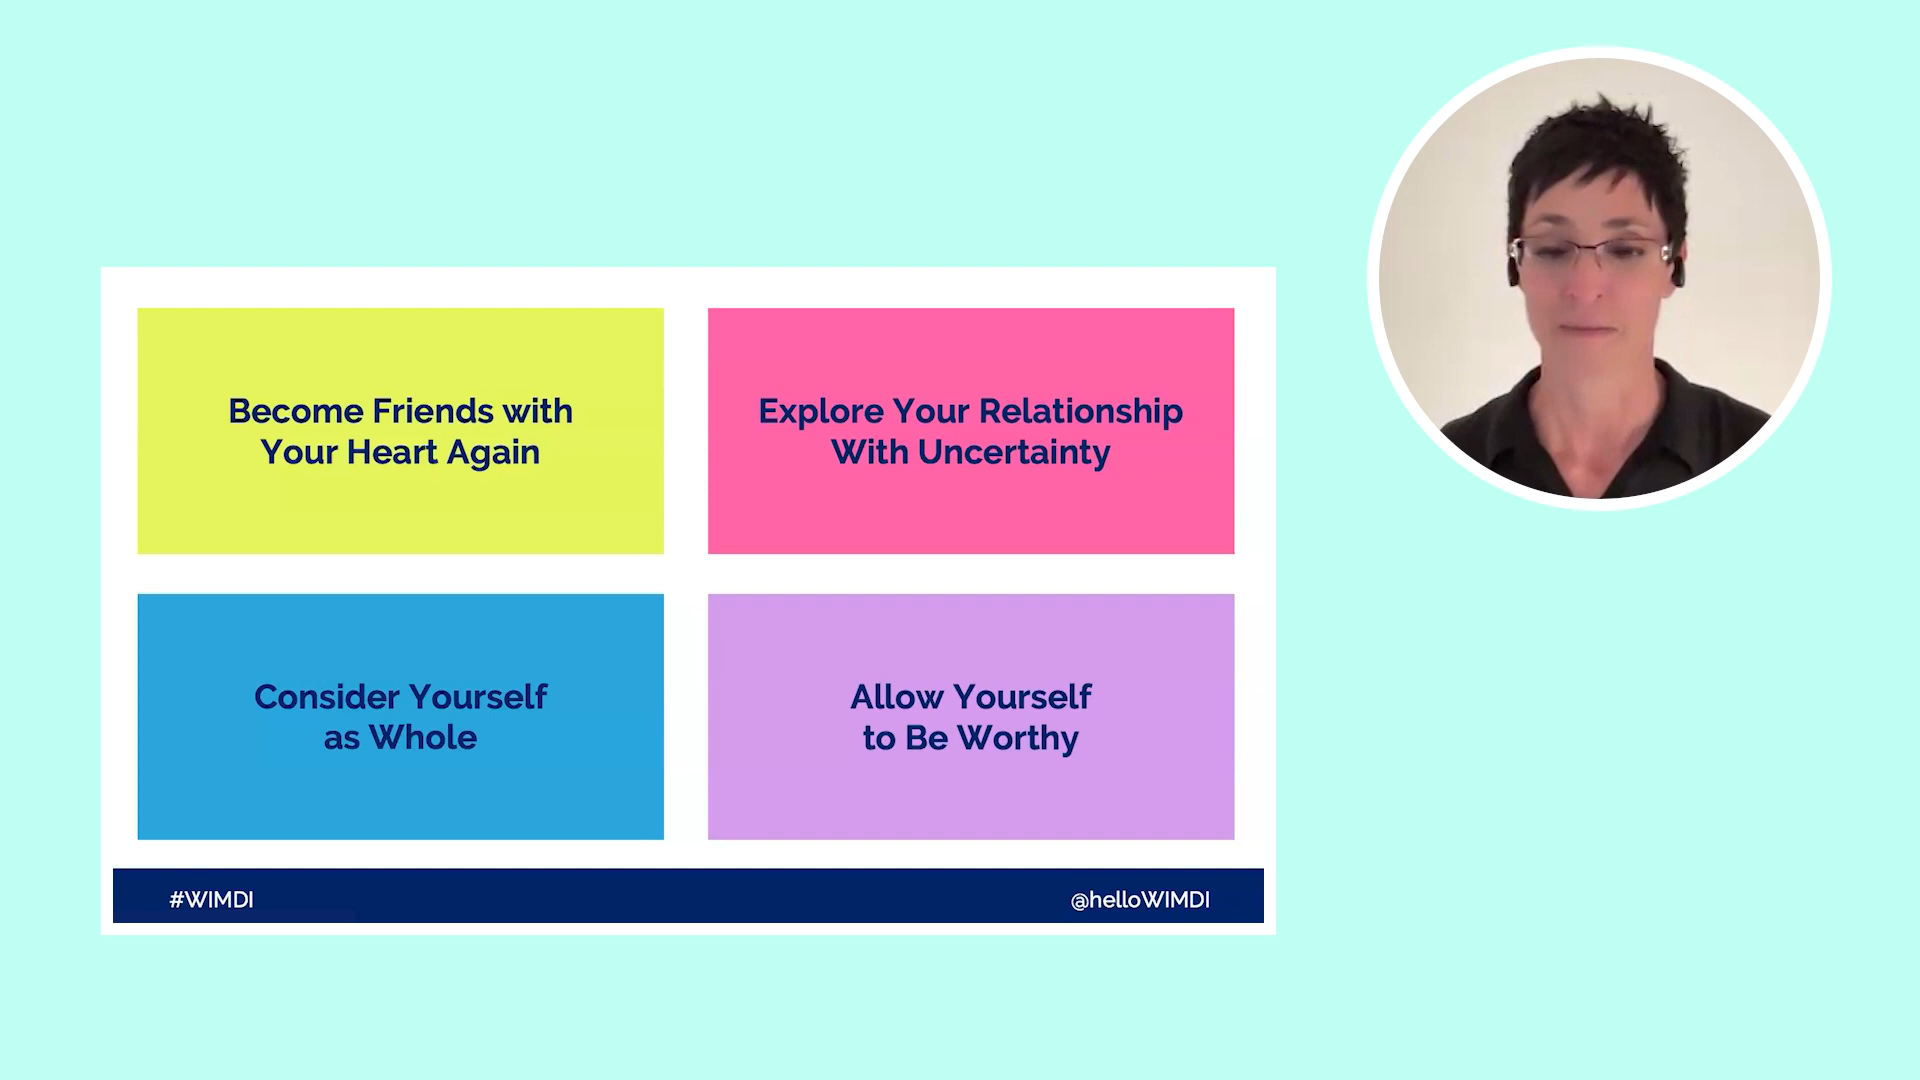 Become Friends with
Your Heart Again
Explore Your Relationship
With Uncertainty
Consider Yourself
as Whole
Allow Yourself
to Be Worthy
#WIMDI
@helloWIMDI